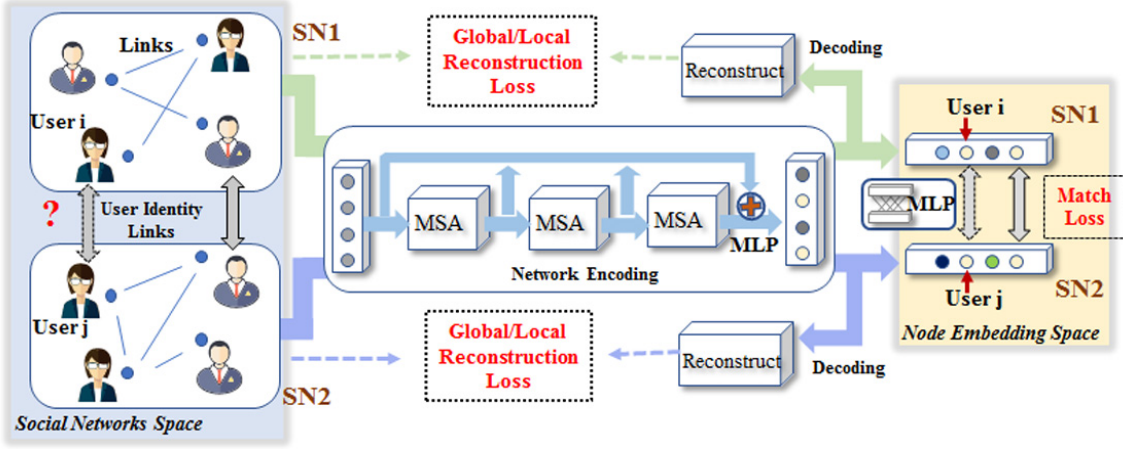 Links
SN1
User i
?
User Identity
Links
User j
SN2
Social Networks Space
Global/Local
Reconstruction
Loss
Reconstruct
Decoding
MSA
MSA
MSA
MLP
Network Encoding
Global/Local
Reconstruction
Loss
Reconstruct
Decoding
SN1
User i
MLP
Match
Loss
User j
SN2
Node Embedding Space